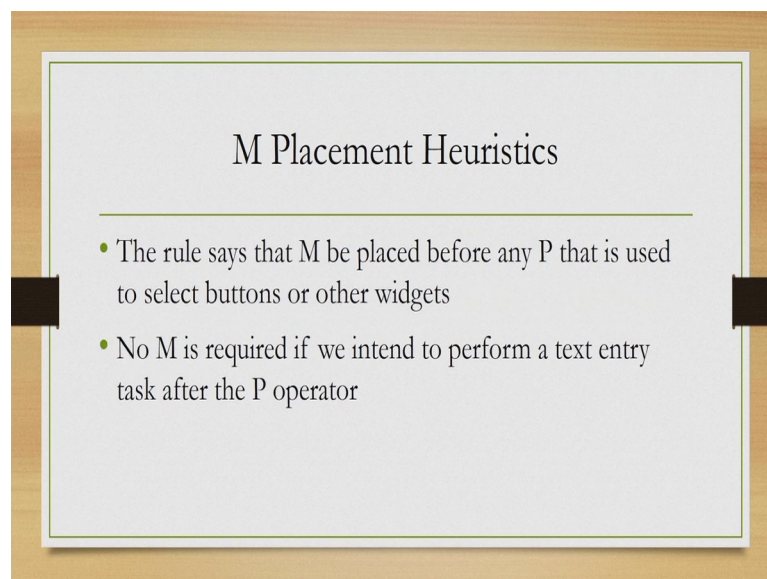 M Placement Heuristics
• The rule says that M be placed before any P that is used
to select buttons or other widgets
• No M is required if we intend to perform a text entry
task after the P operator